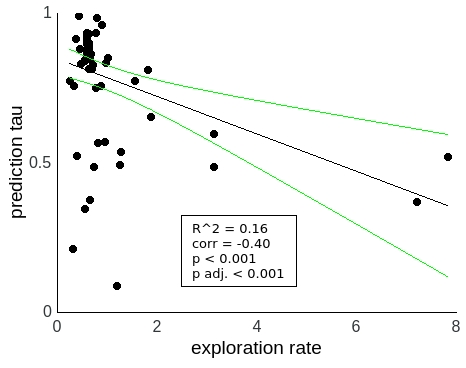 1
prediction tau
0.5
R^2 = 0.16
corr = -0.40
p < 0.001
p adj. < 0.001
0
0 2 4 6 8
exploration rate